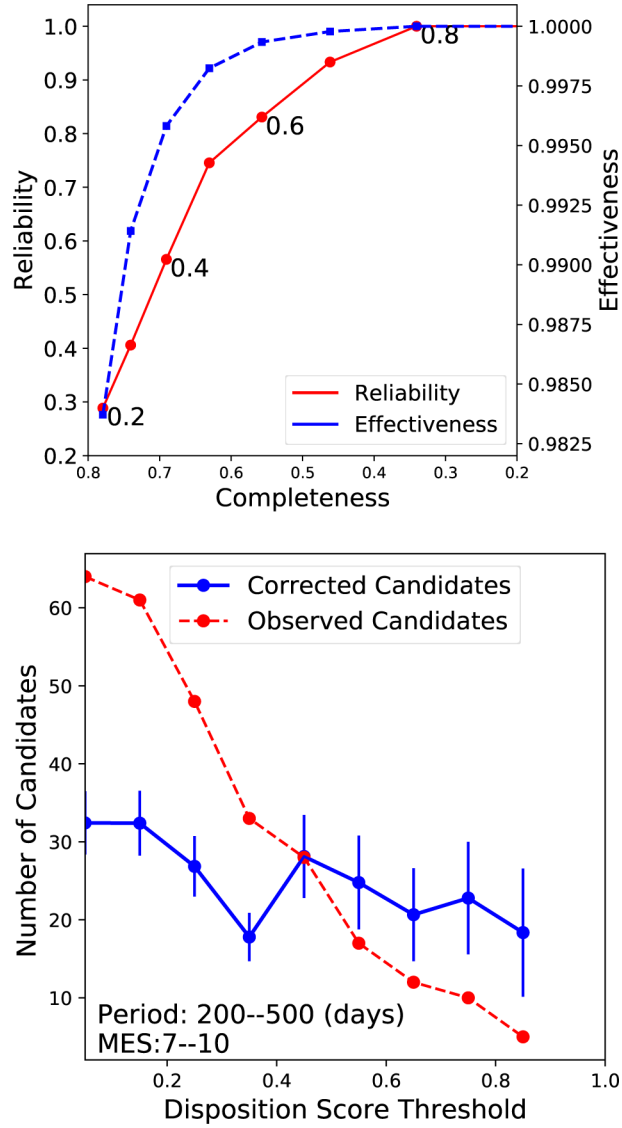 1.0
0.9
0.8
0.7
0.6
0.5
0.4
0.3
0.2
Reliability
0.8
0.6
0.4
0.2
1.0000
0.9975
0.9950
0.9925
0.9900
0.9875
0.9850
0.9825
Effectiveness
Reliability
Effectiveness
0.8 0.7 0.6 0.5 0.4 0.3 0.2
Completeness
Corrected Candidates
Observed Candidates
60
50
40
30
20
10
Number of Candidates
Period: 200--500 (days)
MES:7--10
0.2 0.4 0.6 0.8 1.0
Disposition Score Threshold